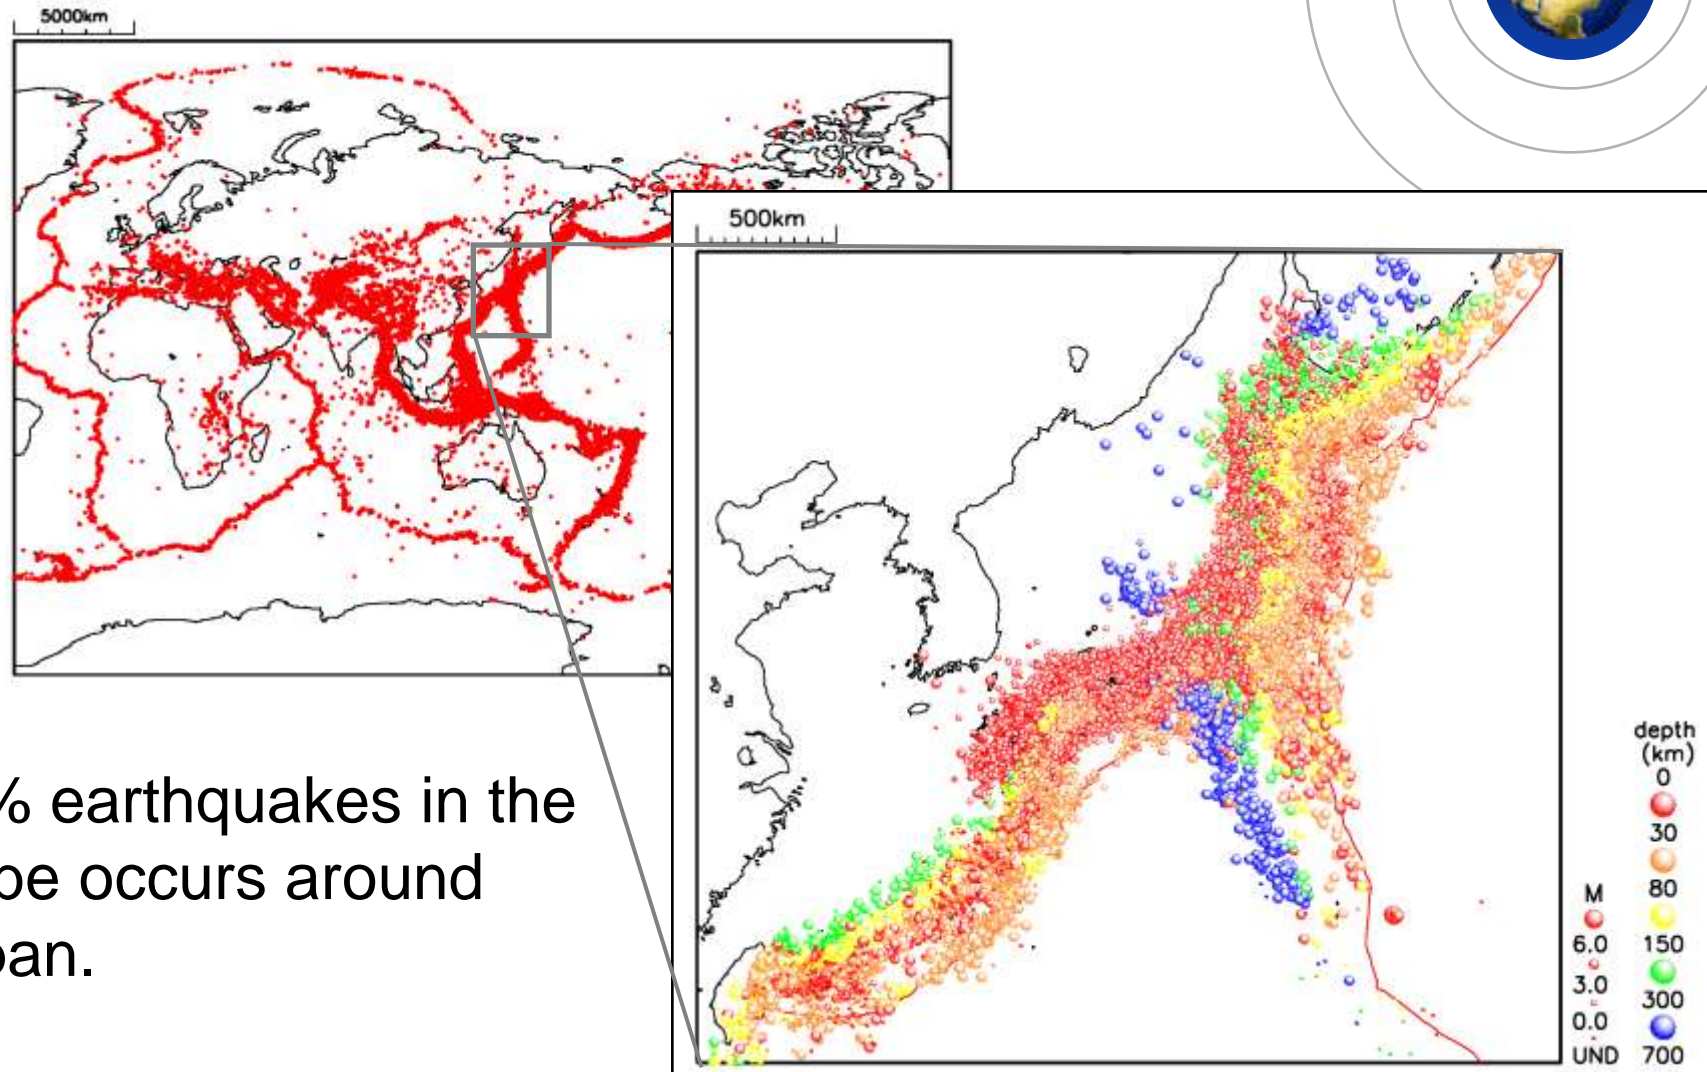 5000km
500km
% earthquakes in the
be occurs around
pan.
depth
(km)
0
30
80
150
300
700
M
6.0
3.0
0.0
UND